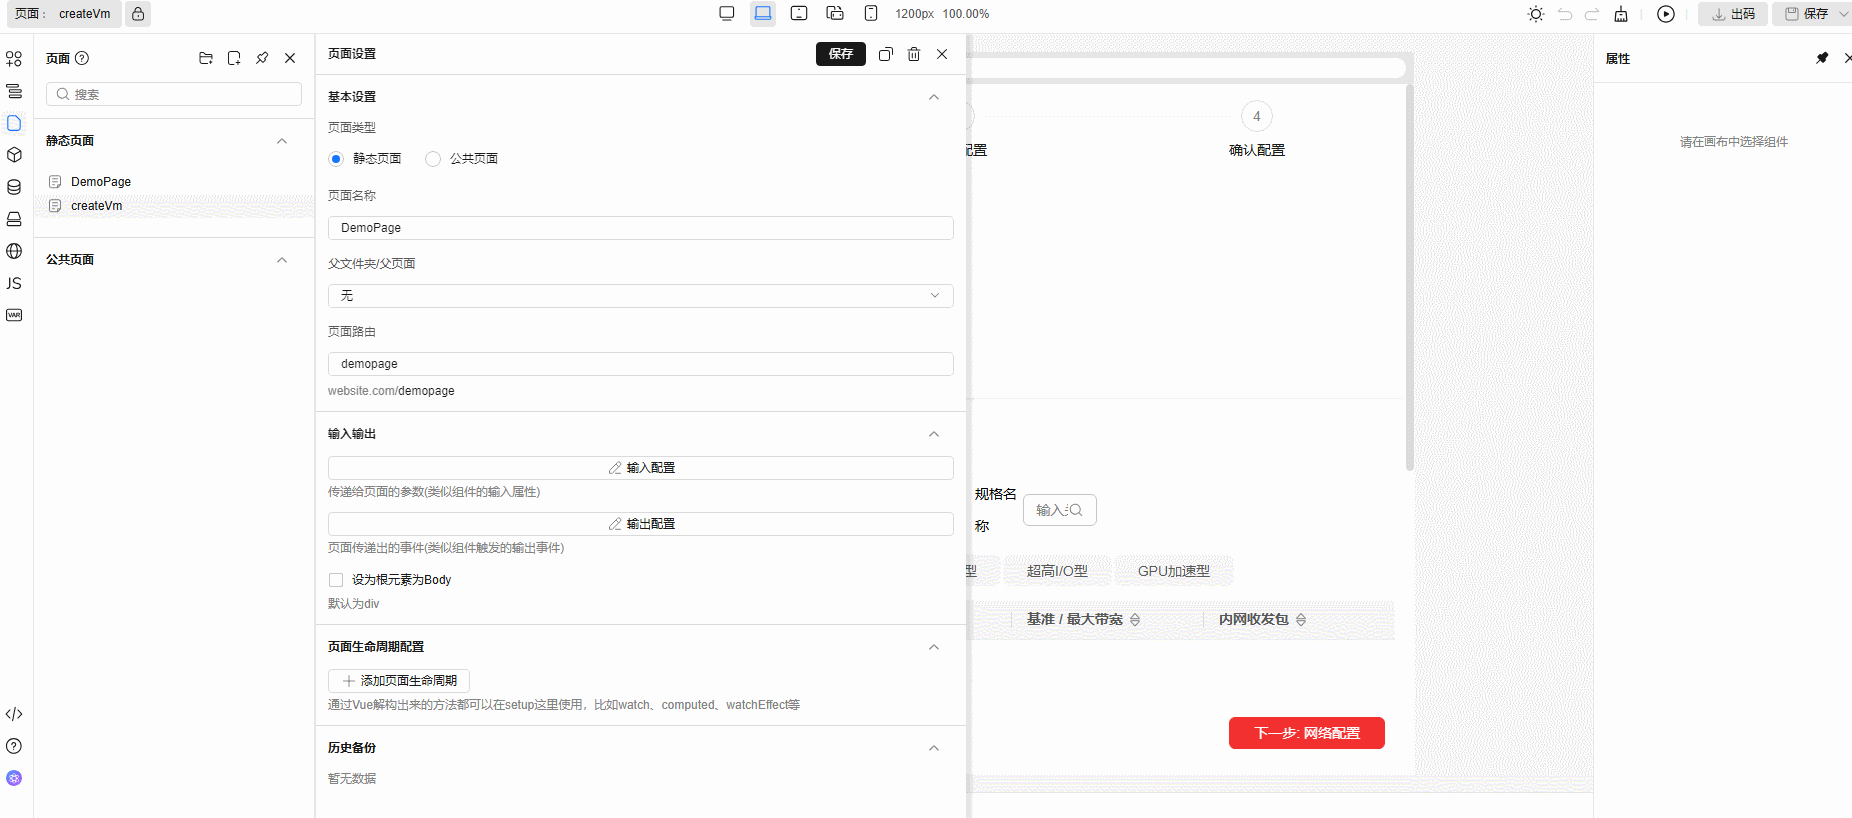 页面： createVm
1200px 100.00%
出码
保存
页面
搜索
静态页面
DemoPage
createVm
公共页面
JS
VAR
页面设置
保存
基本设置
页面类型
静态页面 公共页面
页面名称
DemoPage
父文件夹/父页面
无
页面路由
demopage
website.com/demopage
输入输出
输入配置
传递给页面的参数(类似组件的输入属性)
输出配置
页面传递出的事件(类似组件触发的输出事件)
设为根元素为Body
默认为div
页面生命周期配置
添加页面生命周期
通过Vue解构出来的方法都可以在setup这里使用，比如watch、computed、watchEffect等
历史备份
暂无数据
4
配置
确认配置
规格名
称
输入
型
超高I/O型
GPU加速型
基准 / 最大带宽
内网收发包
下一步: 网络配置
属性
请在画布中选择组件